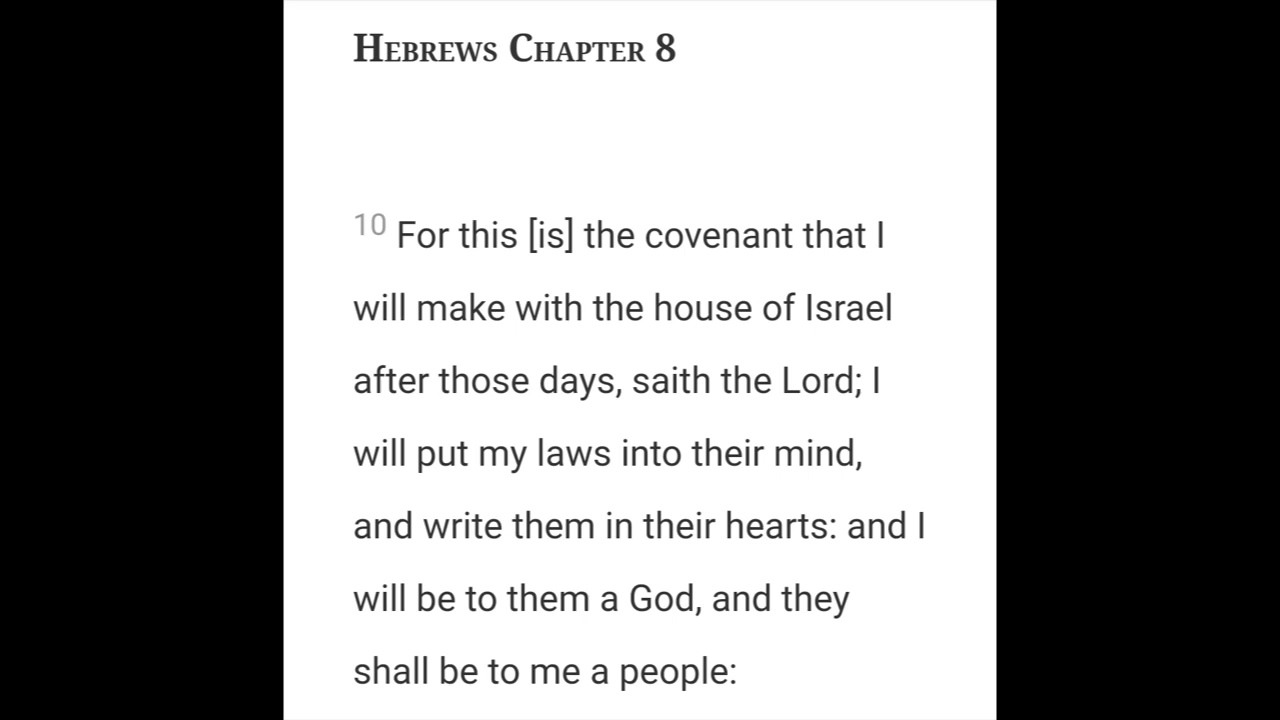 Hebrews Chapter 8
10 For this [is] the covenant that I
will make with the house of Israel
after those days, saith the Lord; I
will put my laws into their mind,
and write them in their hearts: and I
will be to them a God, and they
shall be to me a people: